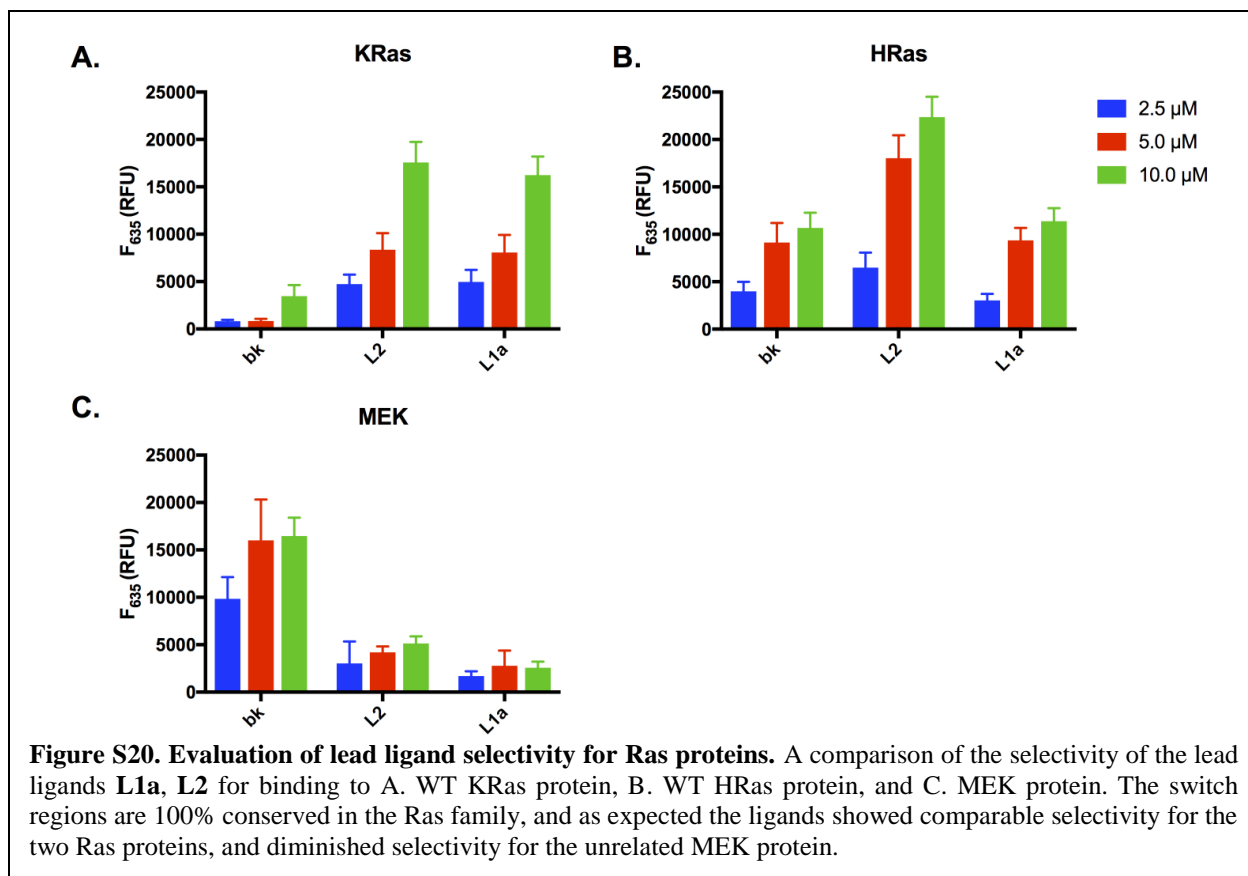 A.
KRas
25000
20000
15000
10000
5000
0
F635 (RFU)
bk
L2
L1a
B.
HRas
25000
20000
15000
10000
5000
0
F635 (RFU)
bk
L2
L1a
2.5 µM
5.0 µM
10.0 µM
C.
MEK
25000
20000
15000
10000
5000
0
F635 (RFU)
bk
L2
L1a
Figure S20. Evaluation of lead ligand selectivity for Ras proteins. A comparison of the selectivity of the lead
ligands L1a, L2 for binding to A. WT KRas protein, B. WT HRas protein, and C. MEK protein. The switch
regions are 100% conserved in the Ras family, and as expected the ligands showed comparable selectivity for the
two Ras proteins, and diminished selectivity for the unrelated MEK protein.